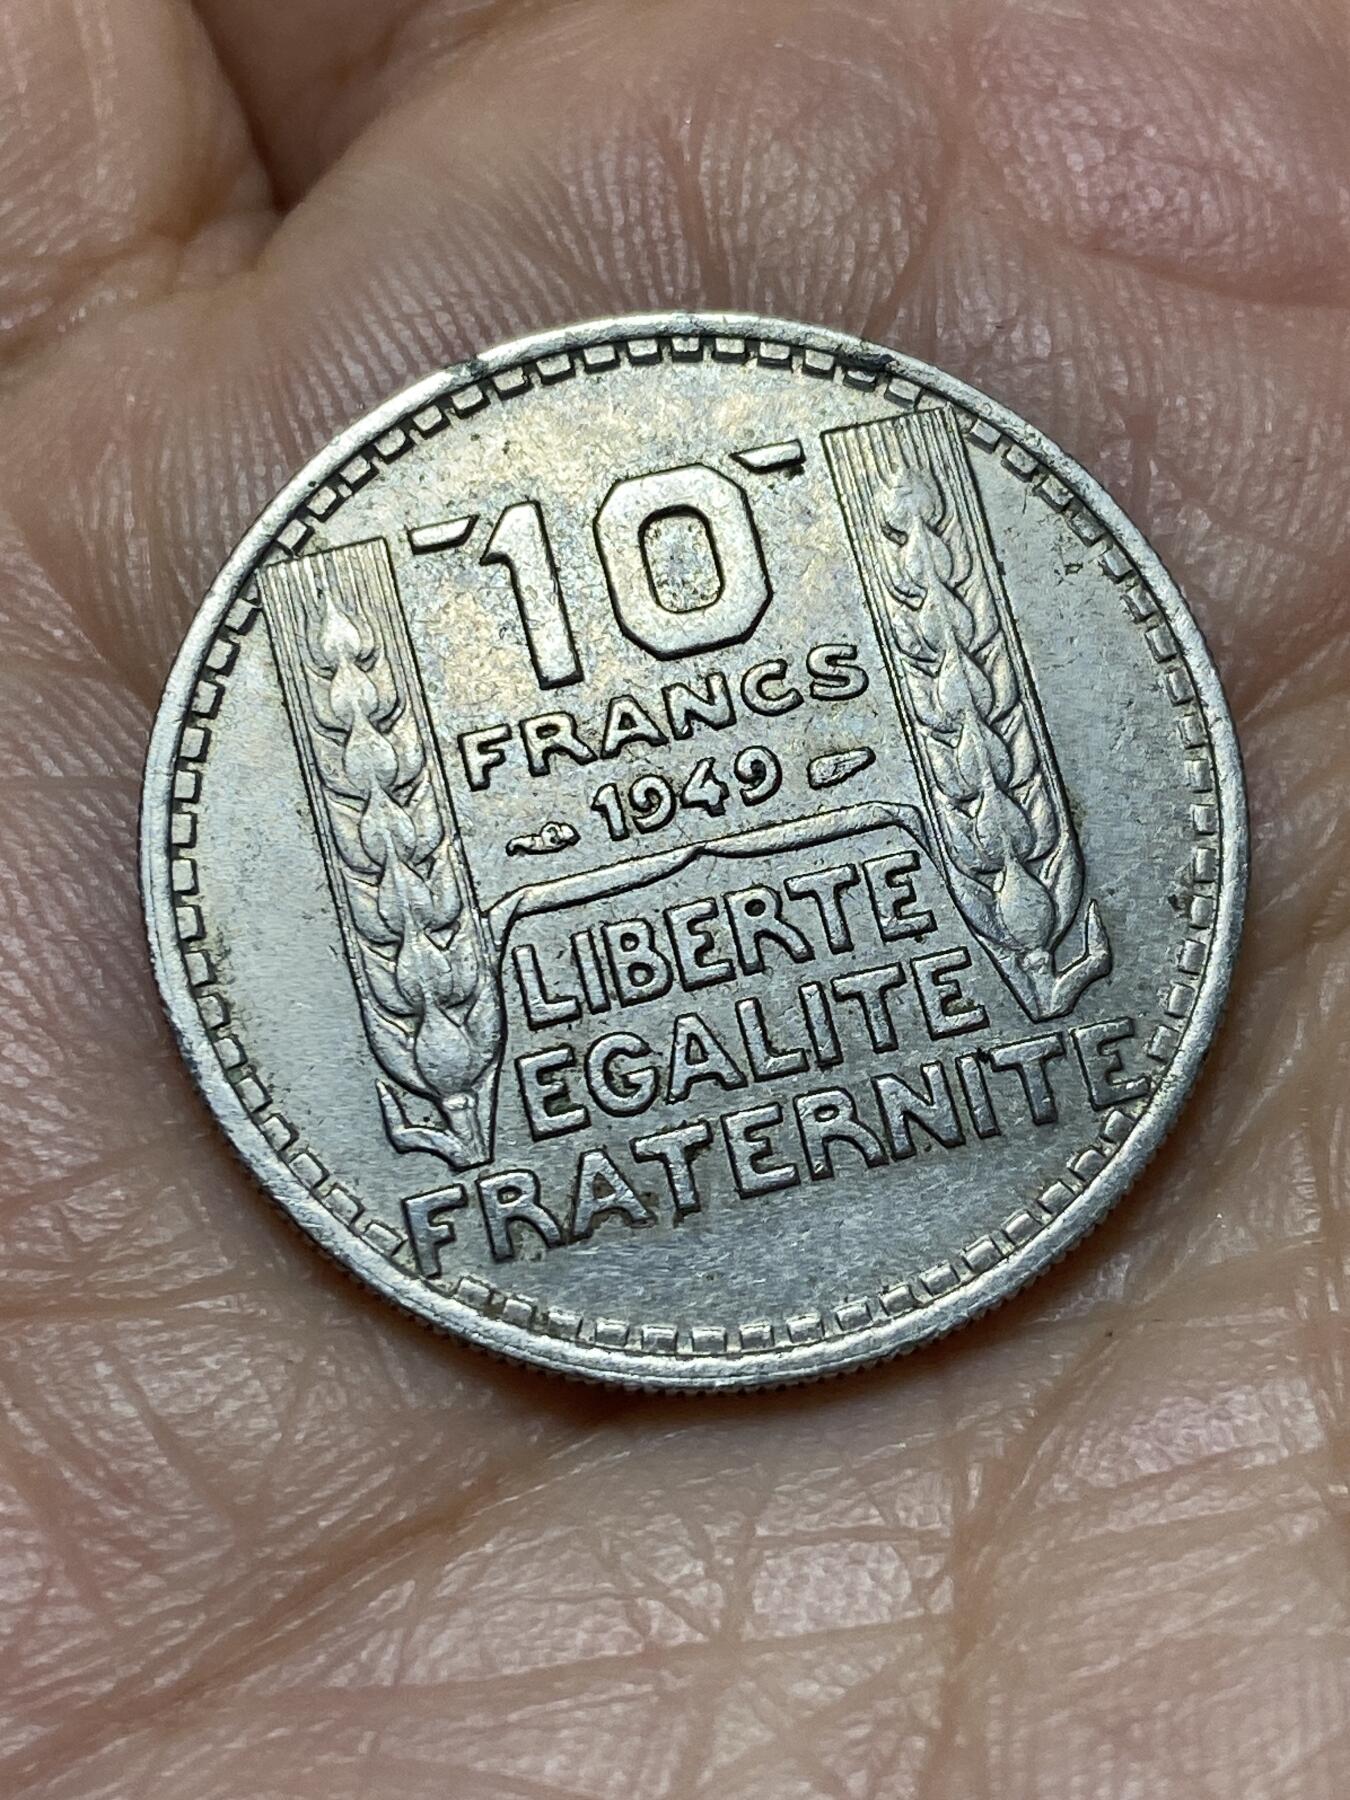 10
FRANCS
1949
LIBERTE
EGALITE
FRATERNITE